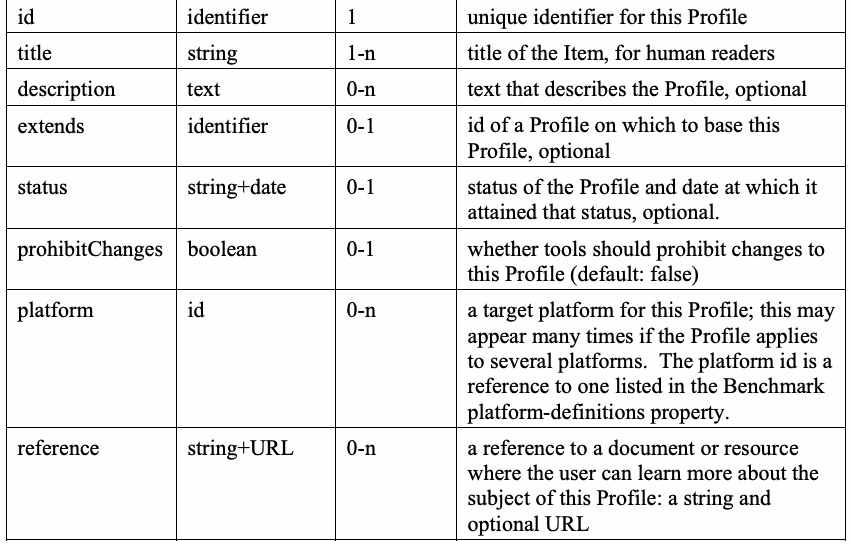 id identifier 1 unique identifier for this Profile
title string 1-n title of the Item, for human readers
description text 0-n text that describes the Profile, optional
extends identifier 0-1 id of a Profile on which to base this
Profile, optional
status string+date 0-1 status of the Profile and date at which it
attained that status, optional.
prohibitChanges boolean 0-1 whether tools should prohibit changes to
this Profile (default: false)
platform id 0-n a target platform for this Profile; this may
appear many times if the Profile applies
to several platforms.  The platform id is a
reference to one listed in the Benchmark
platform-definitions property.
reference string+URL 0-n a reference to a document or resource
where the user can learn more about the
subject of this Profile: a string and
optional URL